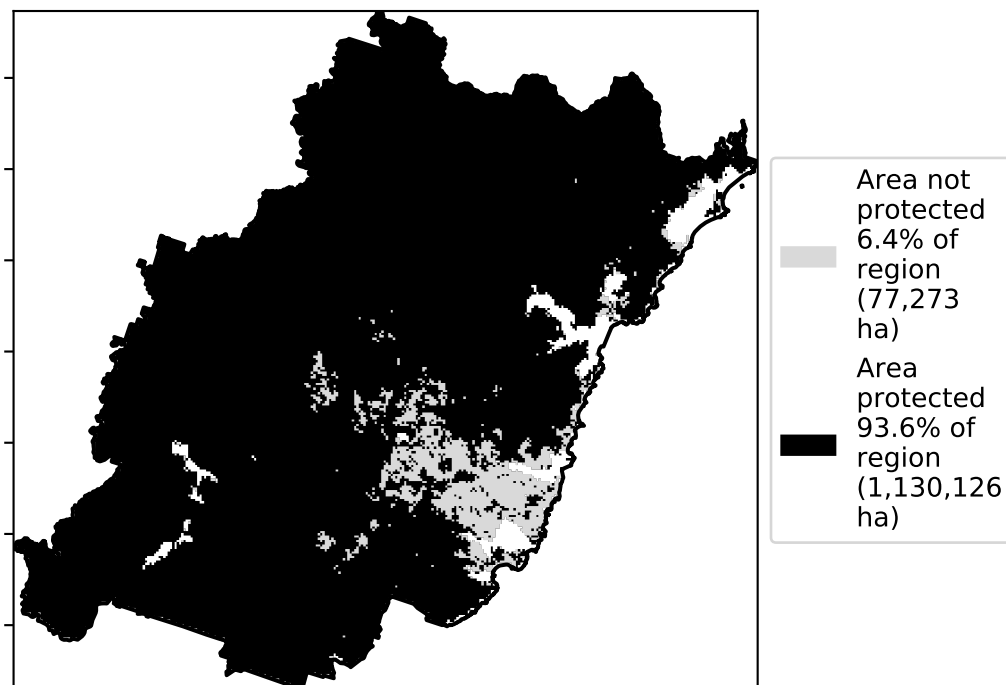 Area not
protected
6.4% of
region
(77,273
ha)
Area
protected
93.6% of
region
(1,130,126
ha)